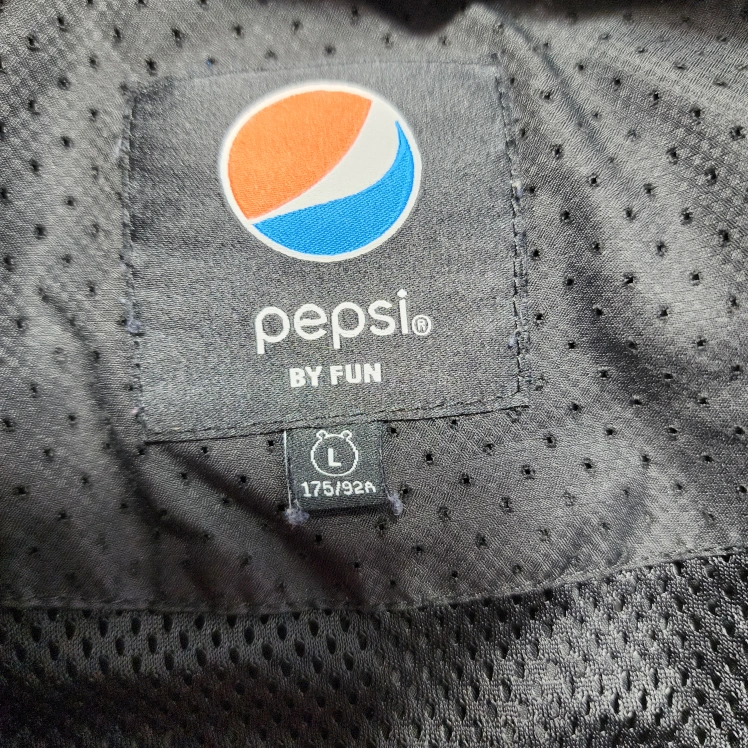 pepsi®
BY FUN
L
175/92A